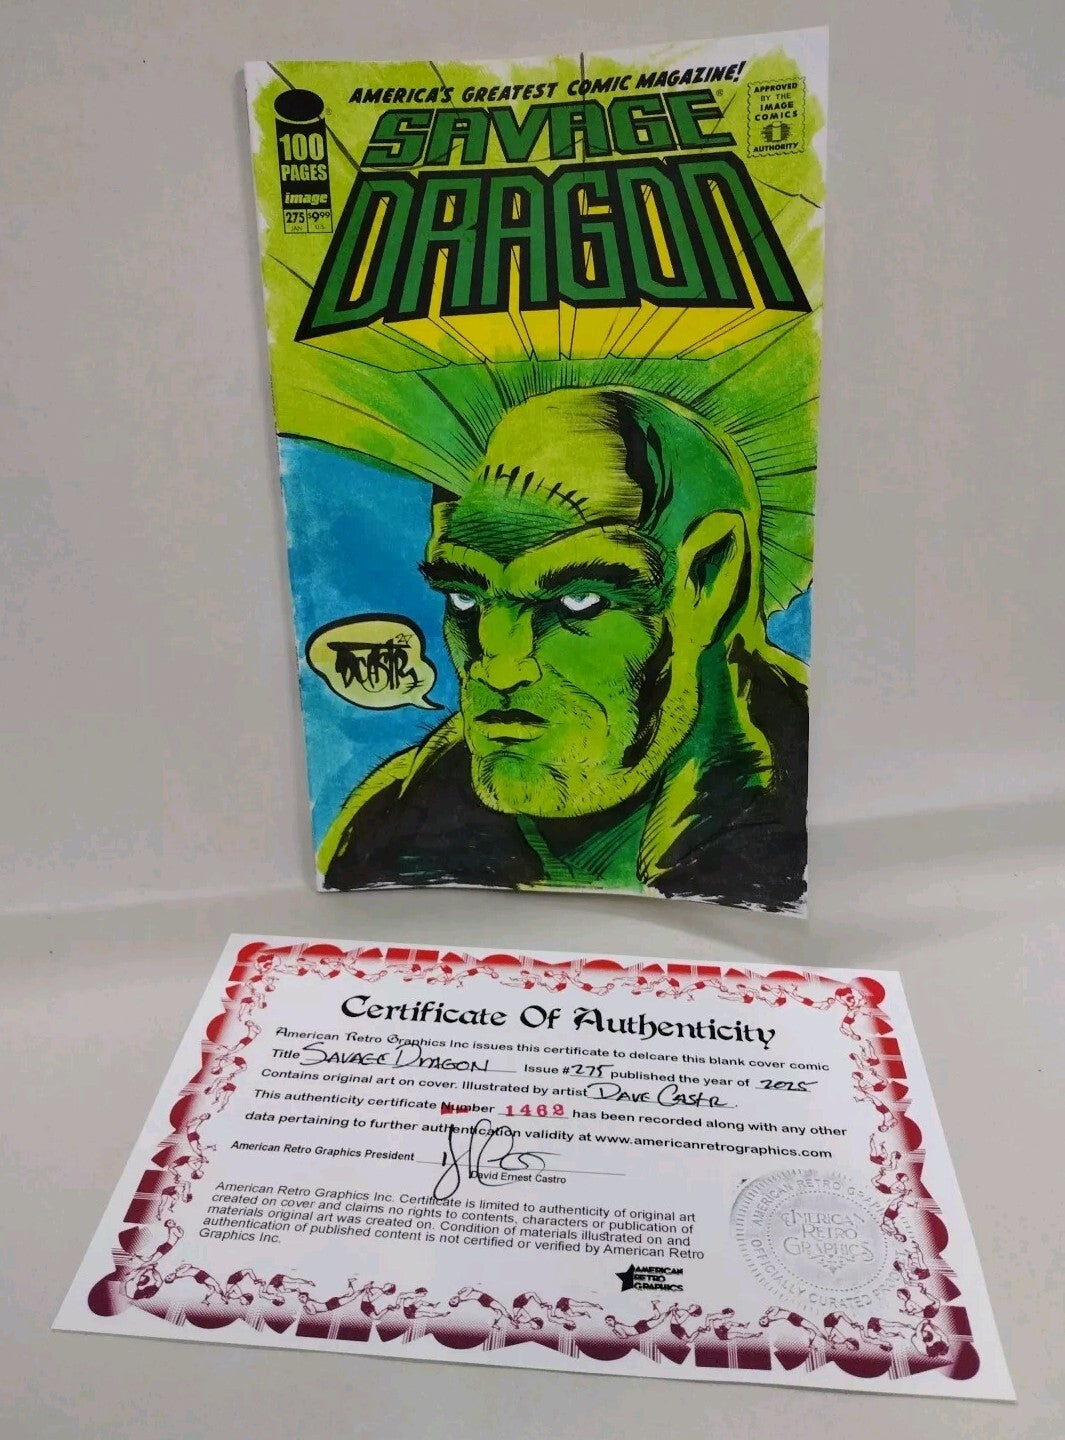 AMERICA'S GREATEST COMIC MAGAZINE!
SAVAGE®
DRAGON
100
PAGES
image
275 $9.99
JAN U.S.
APPROVED
BY THE
IMAGE
COMICS
AUTHORITY
Certificate Of Authenticity
American Retro Graphics Inc issues this certificate to delcare this blank cover comic
Title SAVAGE DRAGON Issue #275 published the year of 2025
Contains original art on cover. Illustrated by artist DAVE CASTR.
This authenticity certificate Number 1462 has been recorded along with any other
data pertaining to further authentication validity at www.americanretrographics.com
American Retro Graphics President
David Ernest Castro
American Retro Graphics Inc. Certificate is limited to authenticity of original art
created on cover and claims no rights to contents, characters or publication of
materials original art was created on. Condition of materials illustrated on and
authentication of published content is not certified or verified by American Retro
Graphics Inc.
AMERICAN
RETRO
GRAPHICS
AMERICAN RETRO
OFFICIALLY CURATED
AMERICAN
RETRO
GRAPHICS